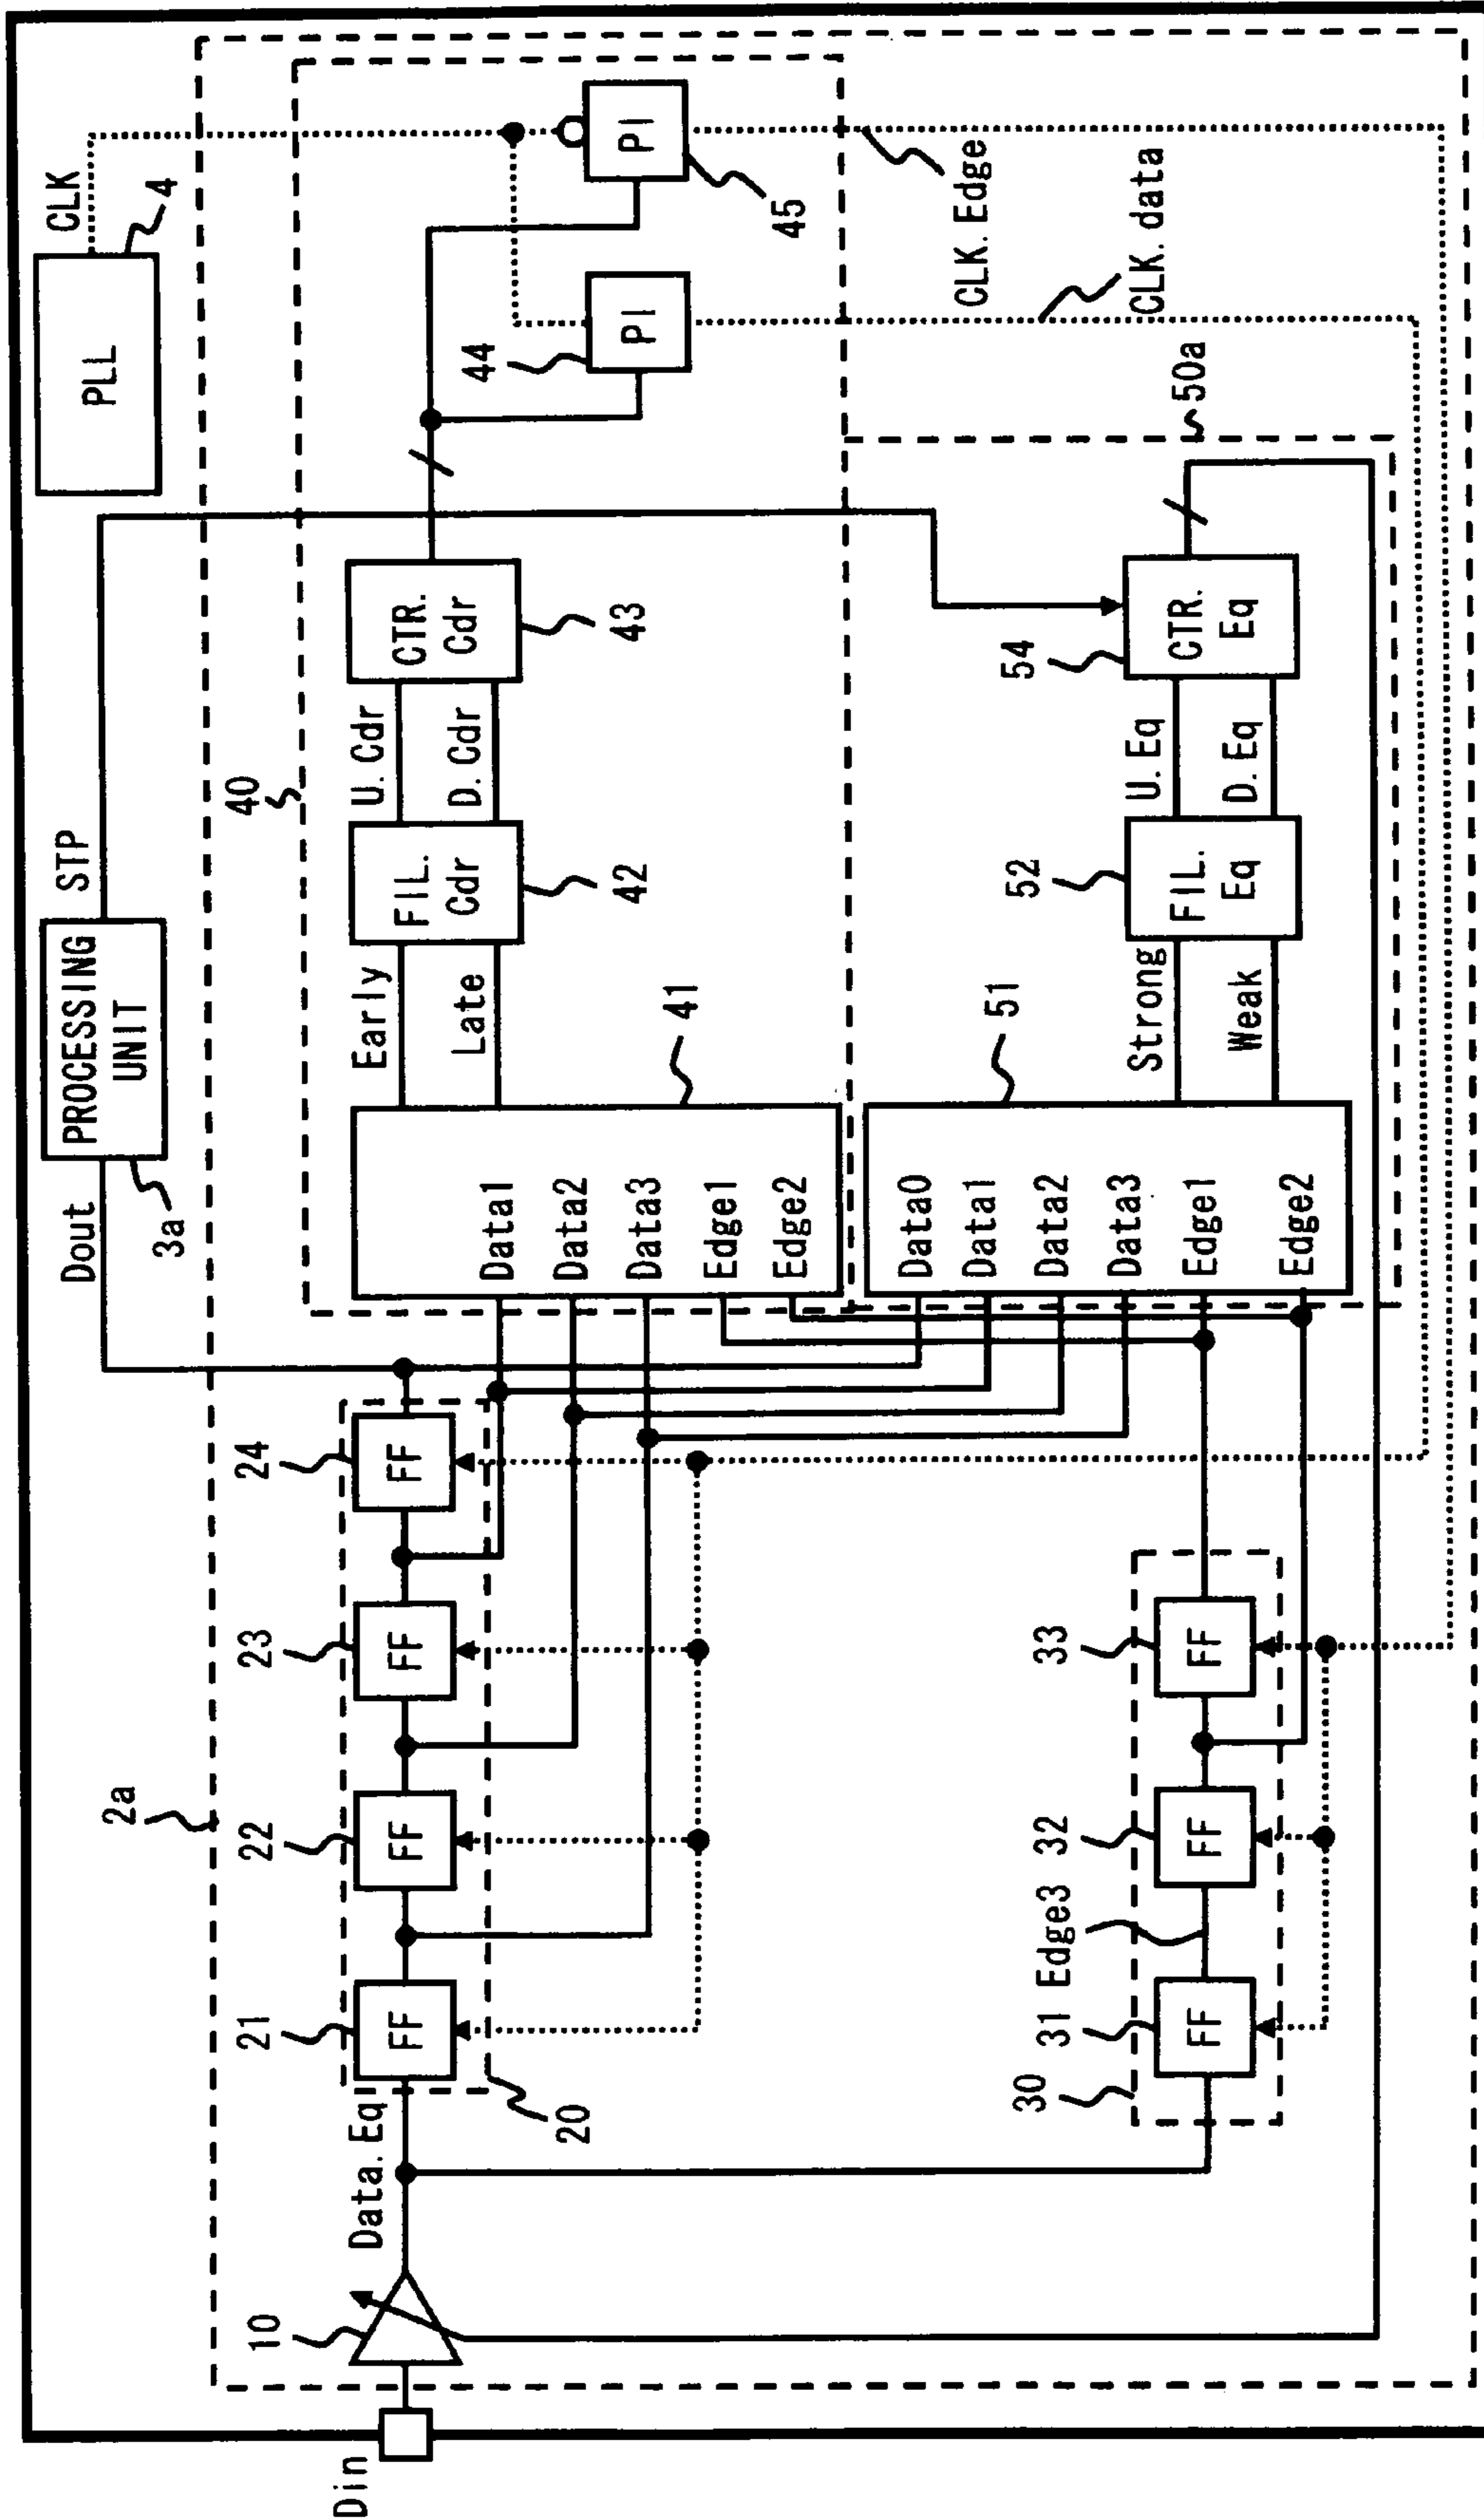 Din
10
Data. Eq
2a
20
21
FF
22
FF
23
FF
24
FF
30
31
FF
Edge3
32
FF
33
FF
Dout
3a
PROCESSING
UNIT
STP
PLL
CLK
4
40
Data1
Data2
Data3
Edge1
Edge2
41
Early
Late
FIL.
Cdr
42
U. Cdr
D. Cdr
CTR.
Cdr
43
44
PI
PI
45
CLK. Edge
CLK. data
Data0
Data1
Data2
Data3
Edge1
Edge2
51
Strong
Weak
52
FIL.
Eq
U. Eq
D. Eq
54
CTR.
Eq
50a